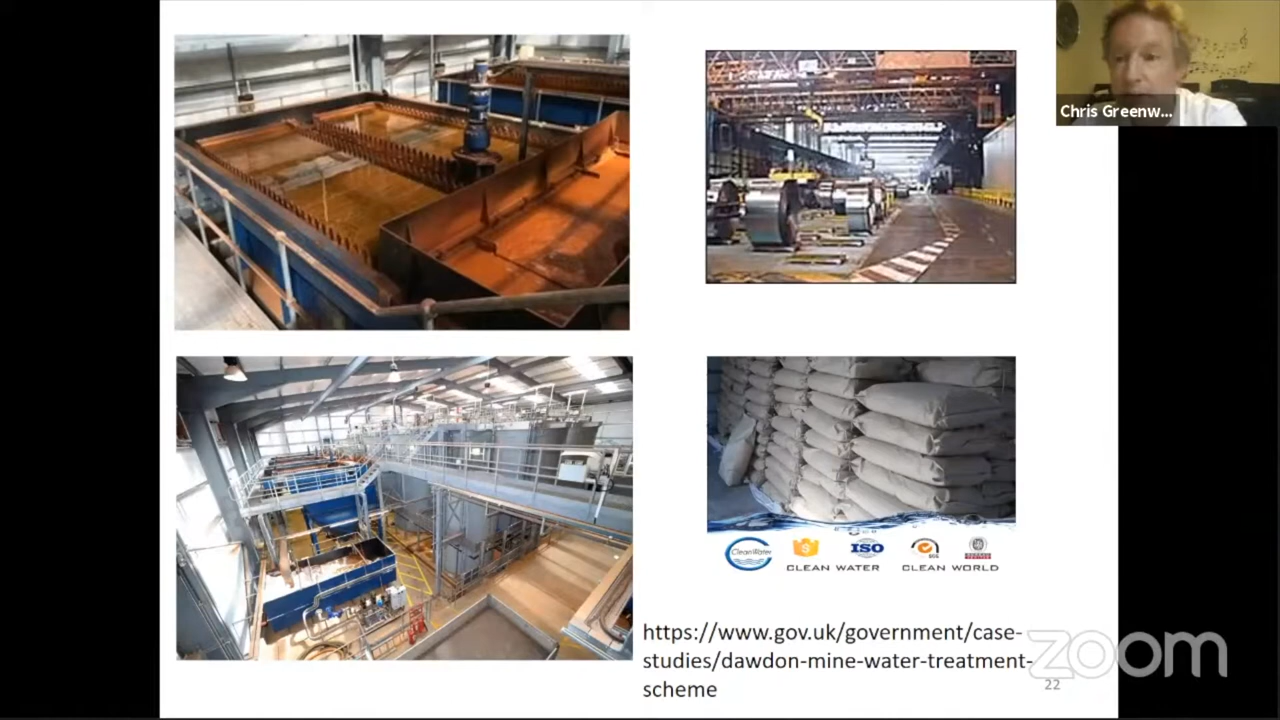 Chris Greenw...
CleanWater
ISO
CLEAN WATER CLEAN WORLD
https://www.gov.uk/government/case-
studies/dawdon-mine-water-treatment-
scheme
22
zoom